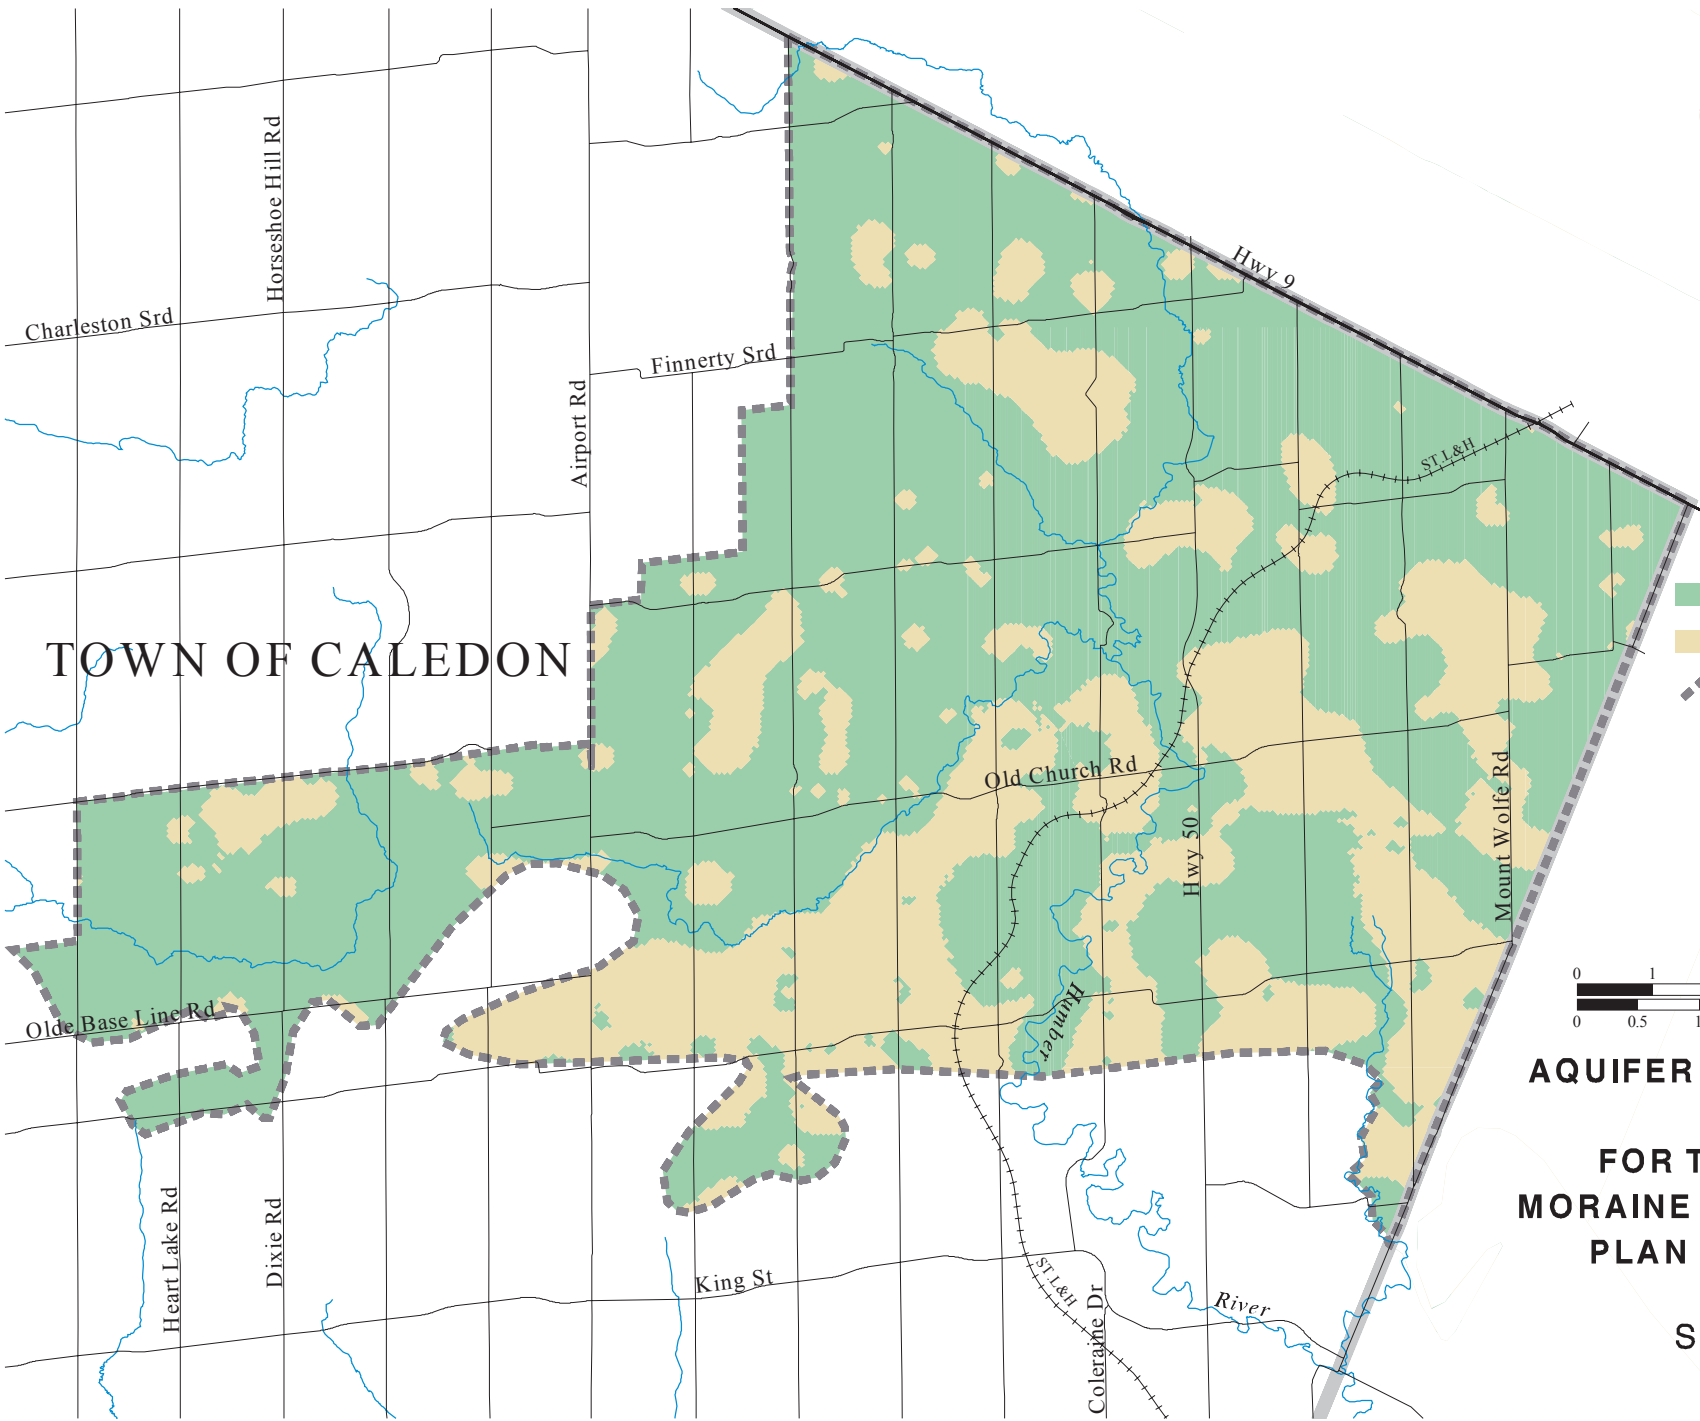 Hwy 9
Horseshoe Hill Rd
Charleston Srd
Finnerty Srd
Airport Rd
ST.L&H
TOWN OF CALEDON
Old Church Rd
Hwy 50
Mount Wolfe Rd
Olde Base Line Rd
Humber
0 1
0 0.5 1
AQUIFER
FOR T
MORAINE
PLAN
S
Heart Lake Rd
Dixie Rd
King St
ST.L&H
Coleraine Dr
River